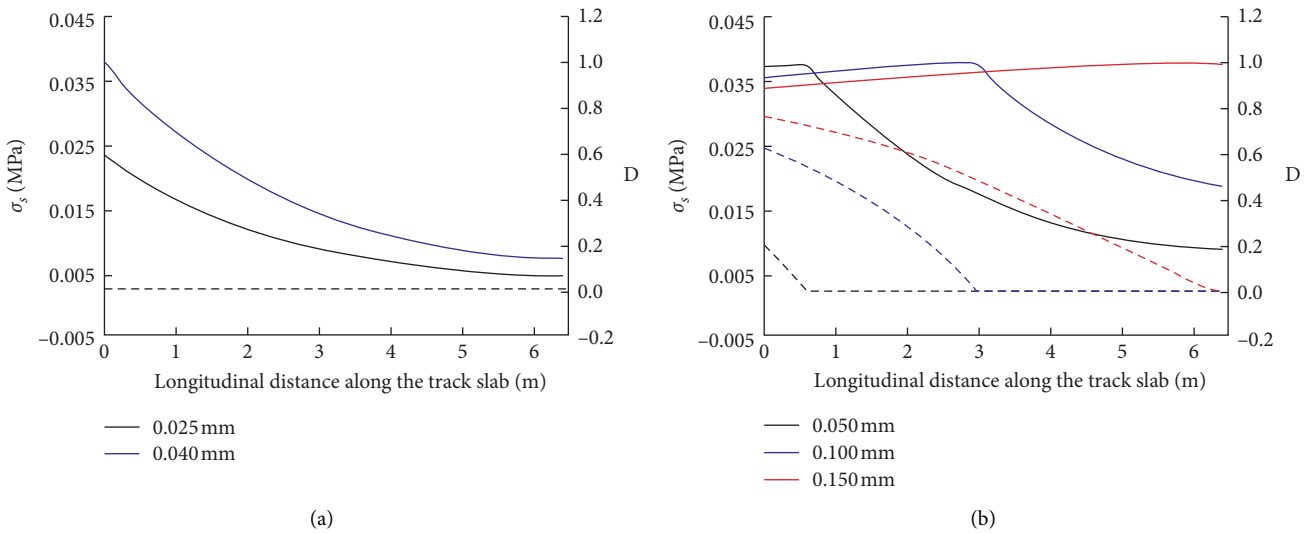 0.045
0.035
0.025
0.015
0.005
–0.005
σs (MPa)
1.2
1.0
0.8
0.6
0.4
0.2
0.0
–0.2
D
0 1 2 3 4 5 6
Longitudinal distance along the track slab (m)
0.025 mm
0.040 mm
(a)
0.045
0.035
0.025
0.015
0.005
–0.005
σs (MPa)
1.2
1.0
0.8
0.6
0.4
0.2
0.0
–0.2
D
0 1 2 3 4 5 6
Longitudinal distance along the track slab (m)
0.050 mm
0.100 mm
0.150 mm
(b)